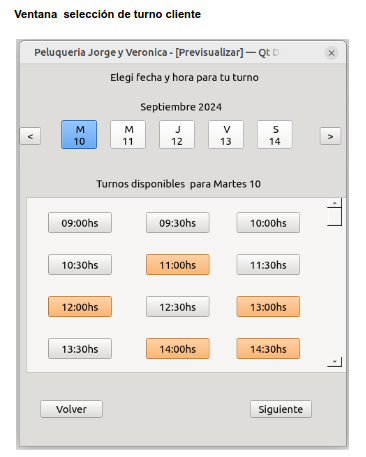 Ventana selección de turno cliente
Peluqueria Jorge y Veronica - [Previsualizar] — Qt D
Elegi fecha y hora para tu turno
Septiembre 2024
< M 10 M 11 J 12 V 13 S 14 >
Turnos disponibles para Martes 10
09:00hs 09:30hs 10:00hs
10:30hs 11:00hs 11:30hs
12:00hs 12:30hs 13:00hs
13:30hs 14:00hs 14:30hs
Volver Siguiente